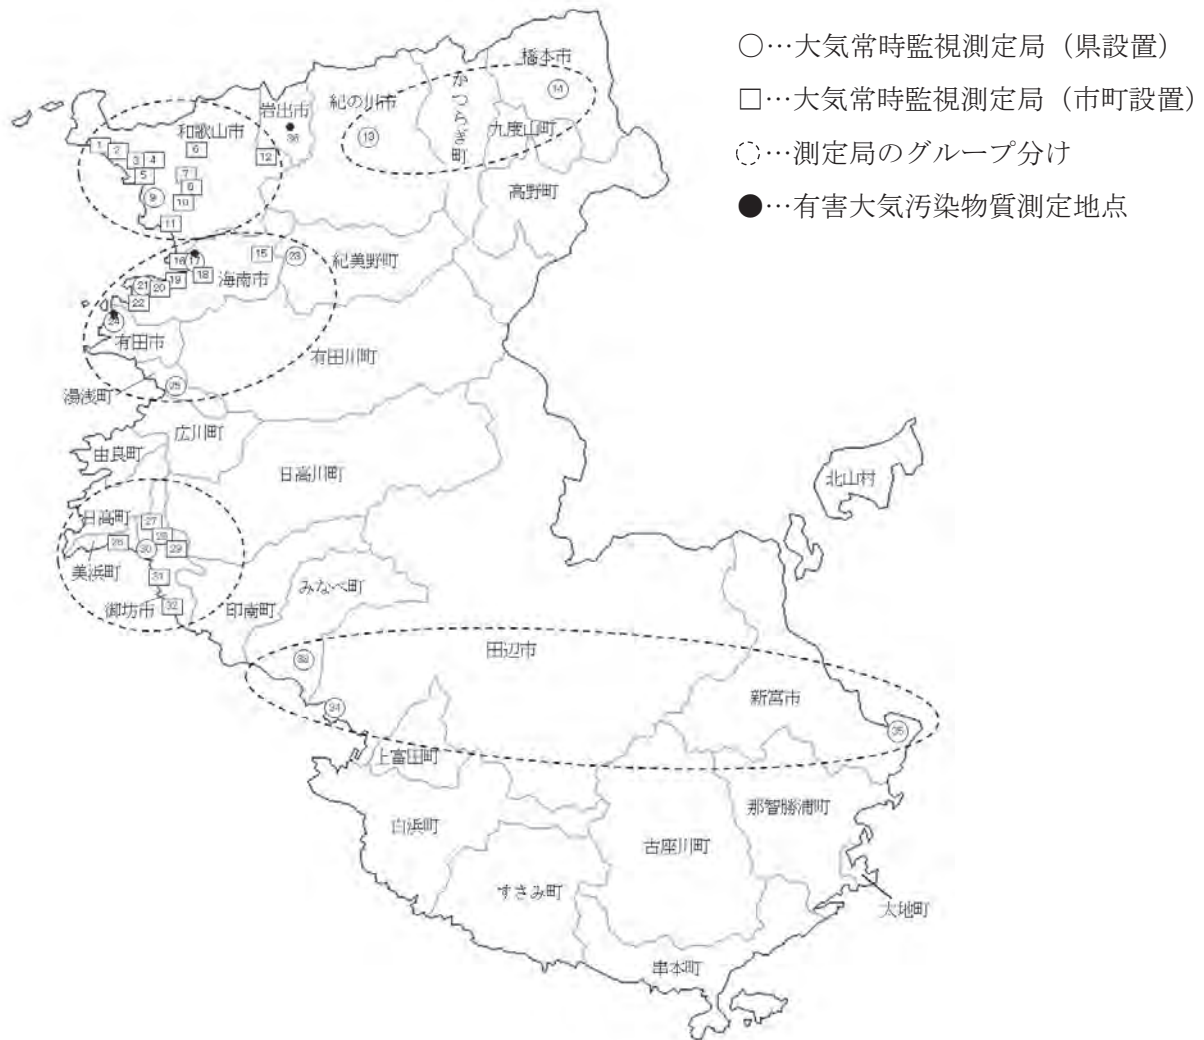 ○…大気常時監視測定局（県設置）
□…大気常時監視測定局（市町設置）
◌…測定局のグループ分け
●…有害大気汚染物質測定地点
橋本市
14
かつらぎ町
紀の川市
13
九度山町
高野町
岩出市
36
和歌山市
1
2
3
4
5
6
7
8
9
10
11
12
15
23
紀美野町
16
17
18
海南市
19
20
21
22
24
有田市
有田川町
湯浅町
25
広川町
由良町
日高川町
北山村
日高町
27
26
28
30
29
美浜町
31
御坊市
32
印南町
みなべ町
33
田辺市
34
新宮市
35
上富田町
白浜町
那智勝浦町
古座川町
すさみ町
太地町
串本町